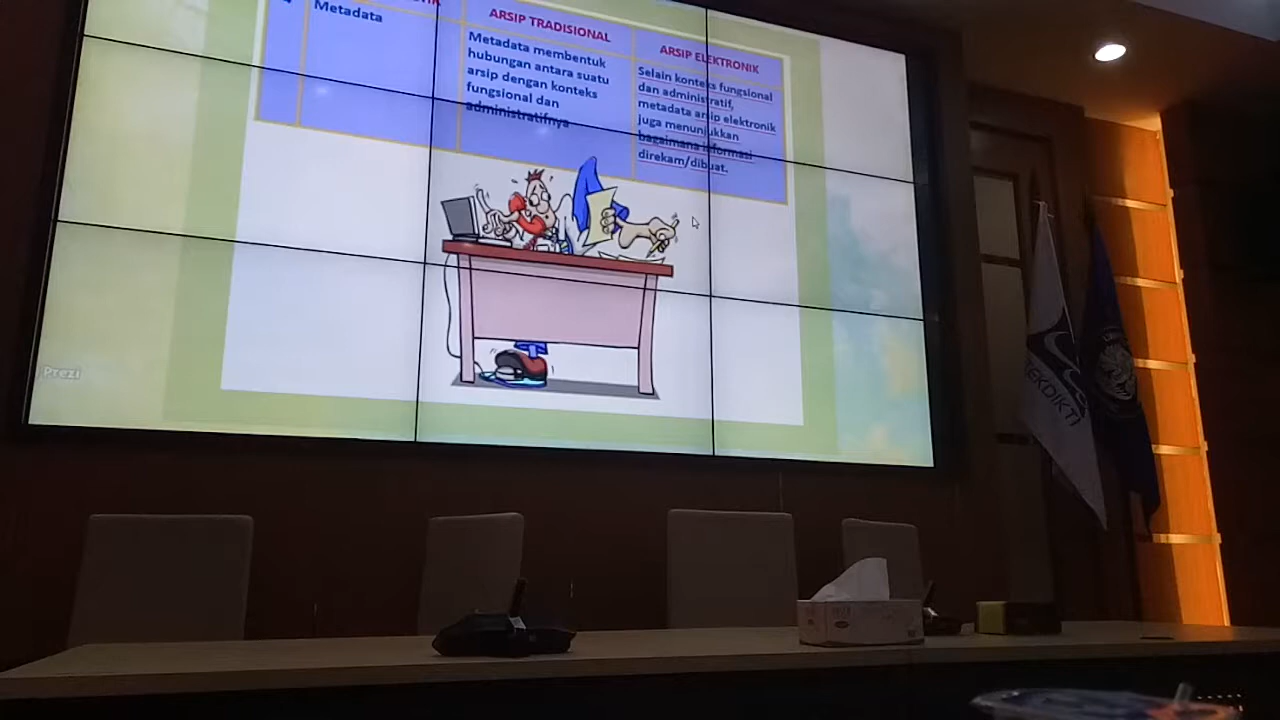 Metadata
ARSIP TRADISIONAL
Metadata membentuk
hubungan antara suatu
arsip dengan konteks
fungsional dan
administratifnya
ARSIP ELEKTRONIK
Selain konteks fungsional
dan administratif,
metadata arsip elektronik
juga menunjukkan
bagaimana informasi
direkam/dibuat.
Prezi